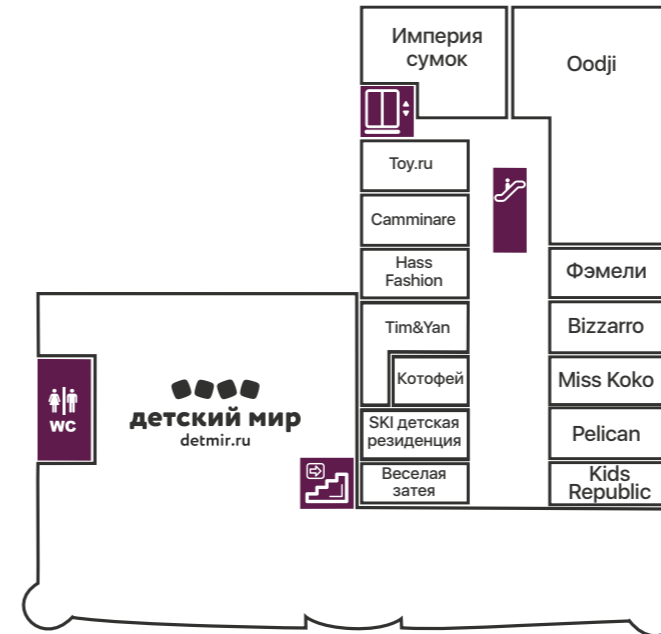 Империя
сумок
Oodji
Toy.ru
Camminare
Hass
Fashion
Фэмели
Tim&Yan
Bizzarro
Котофей
Miss Koko
WC
детский мир
detmir.ru
SKI детская
резиденция
Pelican
Веселая
затея
Kids
Republic